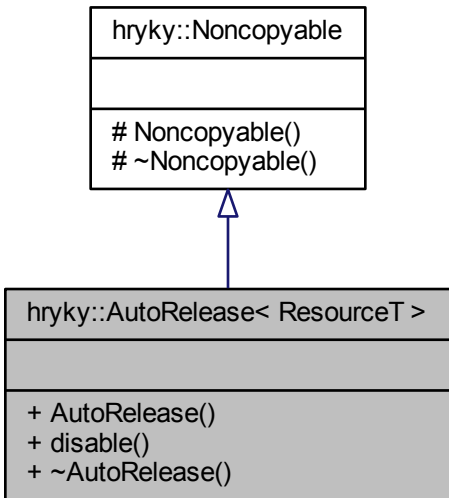 hryky::Noncopyable
# Noncopyable()
# ~Noncopyable()
hryky::AutoRelease< ResourceT >
+ AutoRelease()
+ disable()
+ ~AutoRelease()